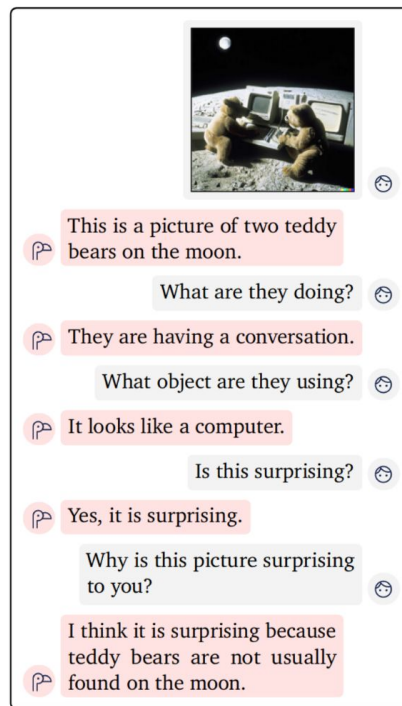 This is a picture of two teddy
bears on the moon.
What are they doing?
They are having a conversation.
What object are they using?
It looks like a computer.
Is this surprising?
Yes, it is surprising.
Why is this picture surprising
to you?
I think it is surprising because
teddy bears are not usually
found on the moon.